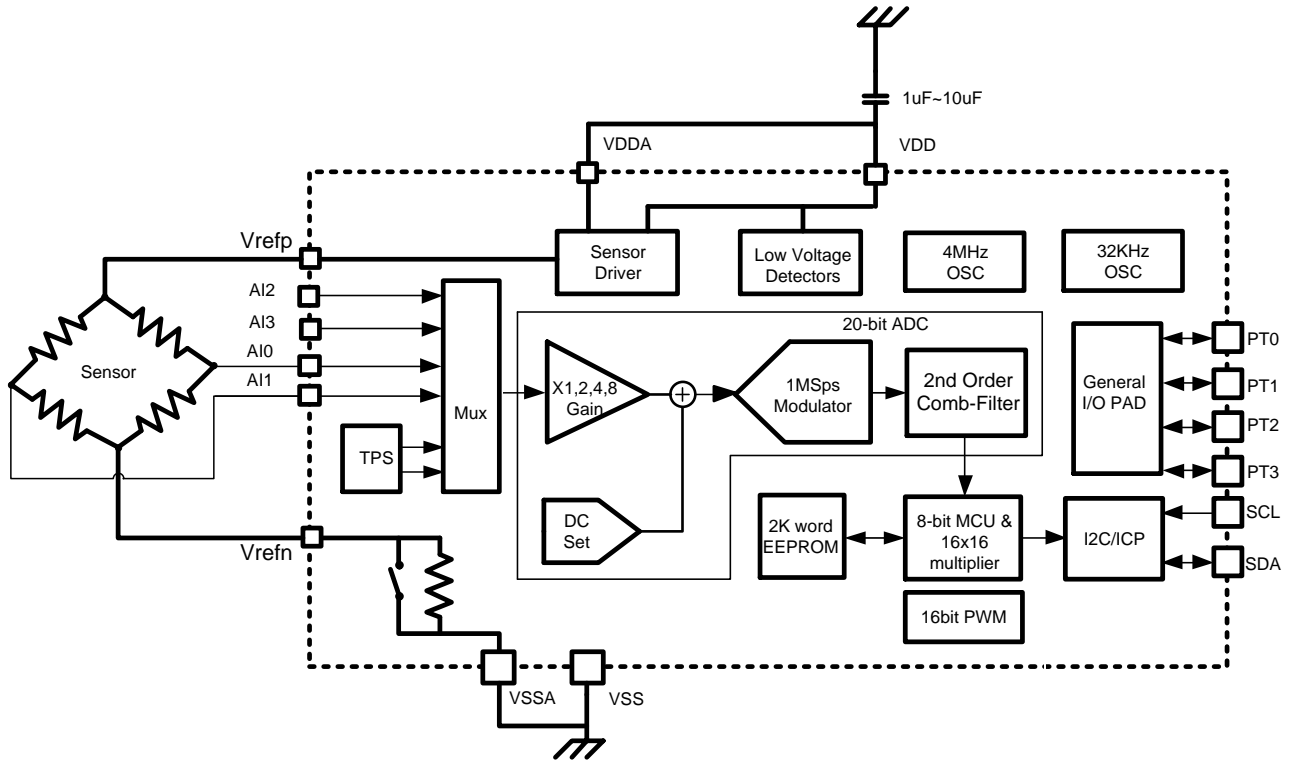 1uF~10uF
VDDA
VDD
Vrefp
Sensor
Driver
Low Voltage
Detectors
4MHz
OSC
32KHz
OSC
AI2
AI3
AI0
AI1
Sensor
Mux
TPS
20-bit ADC
X1,2,4,8
Gain
+
1MSps
Modulator
2nd Order
Comb-Filter
General
I/O PAD
PT0
PT1
PT2
PT3
SCL
SDA
DC
Set
2K word
EEPROM
8-bit MCU &
16x16
multiplier
I2C/ICP
16bit PWM
Vrefn
VSSA
VSS